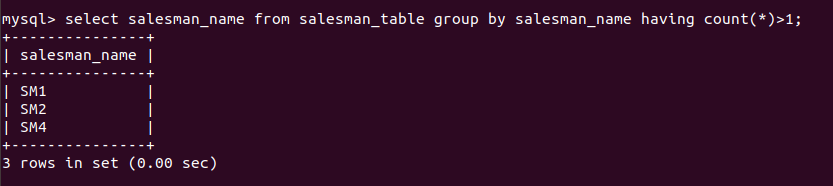 mysql> select salesman_name from salesman_table group by salesman_name having count(*)>1;
+---------------+
| salesman_name |
+---------------+
| SM1           |
| SM2           |
| SM4           |
+---------------+
3 rows in set (0.00 sec)